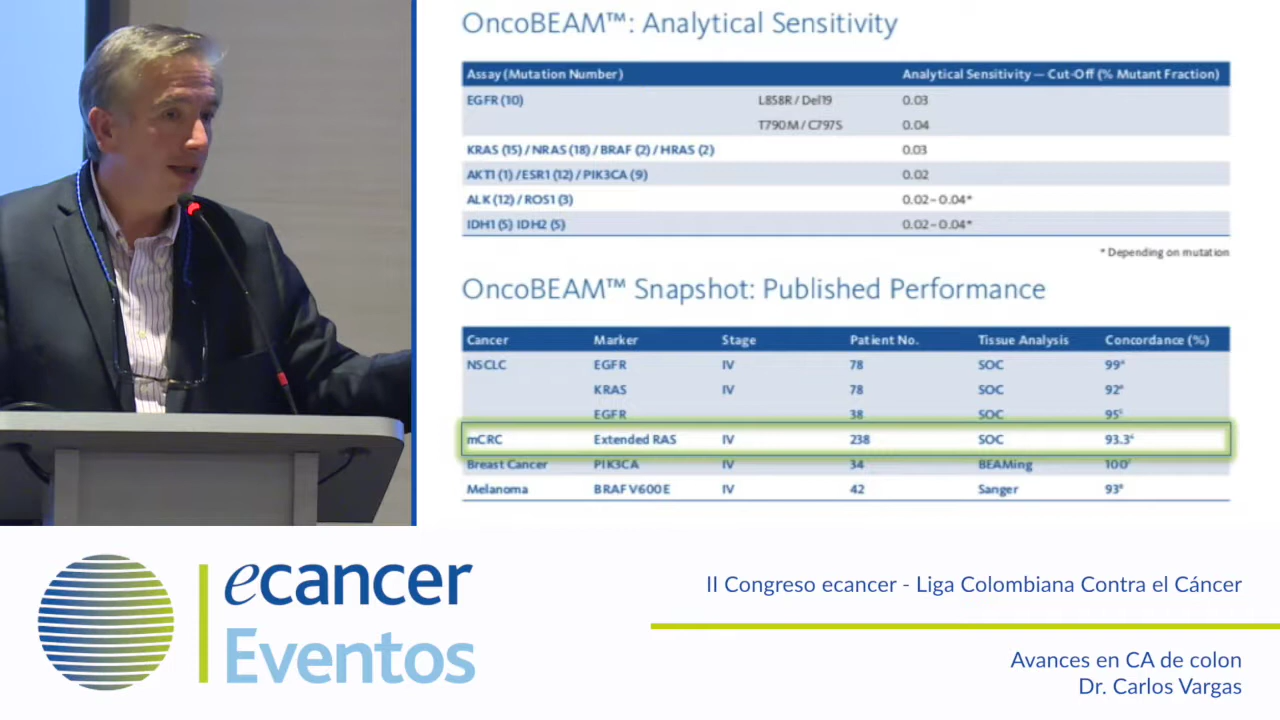 OncoBEAM™: Analytical Sensitivity
Assay (Mutation Number) Analytical Sensitivity — Cut-Off (% Mutant Fraction)
EGFR (10) L858R / Del19 0.03
T790M / C797S 0.04
KRAS (15) / NRAS (18) / BRAF (2) / HRAS (2) 0.03
AKT1 (1) / ESR1 (12) / PIK3CA (9) 0.02
ALK (12) / ROS1 (3) 0.02–0.04*
IDH1 (5) IDH2 (5) 0.02–0.04*
* Depending on mutation
OncoBEAM™ Snapshot: Published Performance
Cancer Marker Stage Patient No. Tissue Analysis Concordance (%)
NSCLC EGFR IV 78 SOC 99
KRAS IV 78 SOC 92
EGFR 38 SOC 95
mCRC Extended RAS IV 238 SOC 93.3
Breast Cancer PIK3CA IV 34 BEAMing 100
Melanoma BRAF V600E IV 42 Sanger 93
ecancer
Eventos
II Congreso ecancer - Liga Colombiana Contra el Cáncer
Avances en CA de colon
Dr. Carlos Vargas